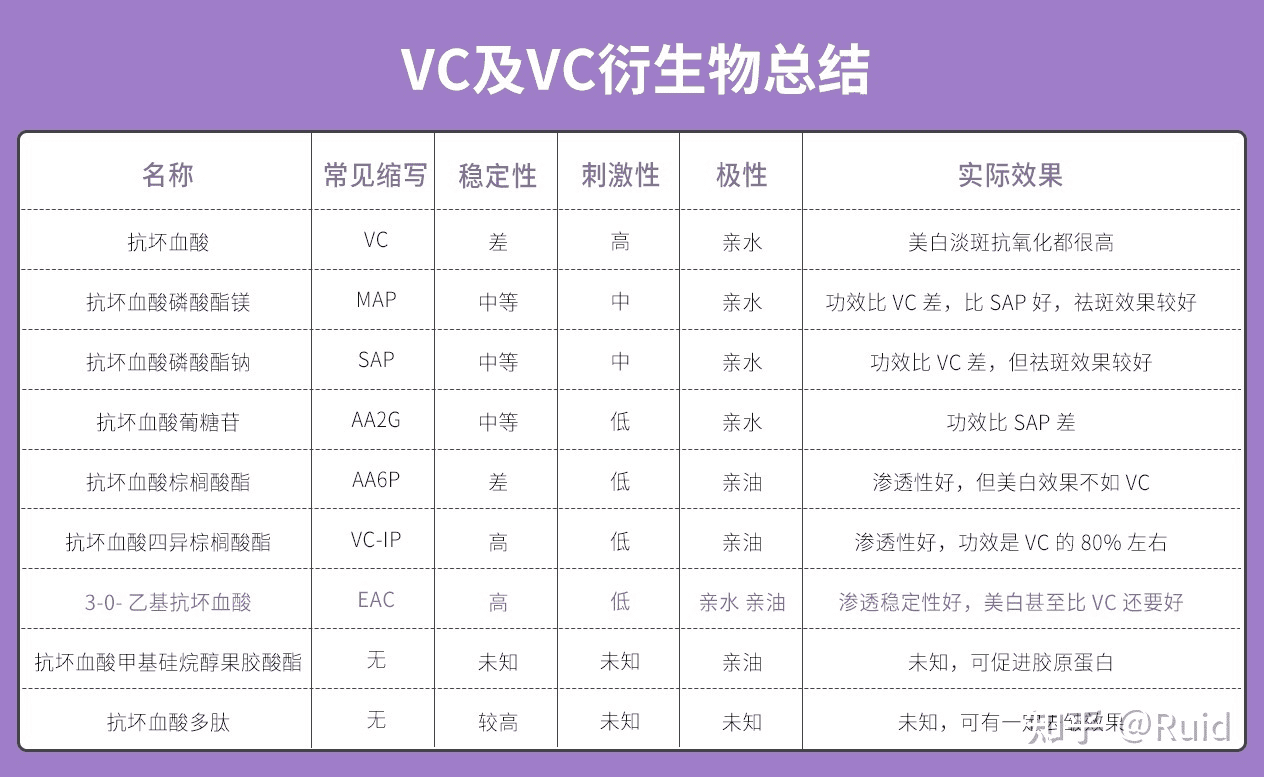 VC及VC衍生物总结
名称 常见缩写 稳定性 刺激性 极性 实际效果
抗坏血酸 VC 差 高 亲水 美白淡斑抗氧化都很高
抗坏血酸磷酸酯镁 MAP 中等 中 亲水 功效比 VC 差，比 SAP 好，祛斑效果较好
抗坏血酸磷酸酯钠 SAP 中等 中 亲水 功效比 VC 差，但祛斑效果较好
抗坏血酸葡糖苷 AA2G 中等 低 亲水 功效比 SAP 差
抗坏血酸棕榈酸酯 AA6P 差 低 亲油 渗透性好，但美白效果不如 VC
抗坏血酸四异棕榈酸酯 VC-IP 高 低 亲油 渗透性好，功效是 VC 的 80% 左右
3-0- 乙基抗坏血酸 EAC 高 低 亲水 亲油 渗透稳定性好，美白甚至比 VC 还要好
抗坏血酸甲基硅烷醇果胶酸酯 无 未知 未知 亲油 未知，可促进胶原蛋白
抗坏血酸多肽 无 较高 未知 未知 未知，可有一定 效果
知乎 @Ruid